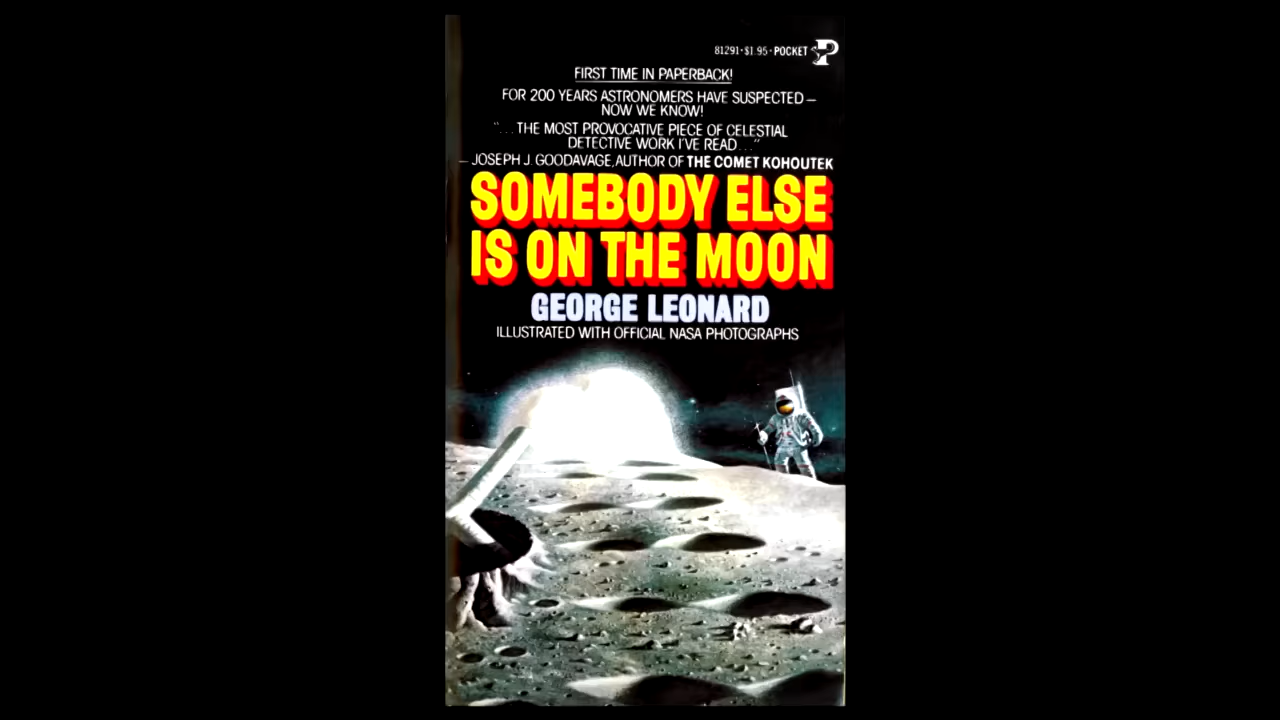 81291•$1.95•POCKET P
FIRST TIME IN PAPERBACK!
FOR 200 YEARS ASTRONOMERS HAVE SUSPECTED—
NOW WE KNOW!
"... THE MOST PROVOCATIVE PIECE OF CELESTIAL
DETECTIVE WORK I'VE READ..."
—JOSEPH J. GOODAVAGE, AUTHOR OF THE COMET KOHOUTEK
SOMEBODY ELSE
IS ON THE MOON
GEORGE LEONARD
ILLUSTRATED WITH OFFICIAL NASA PHOTOGRAPHS